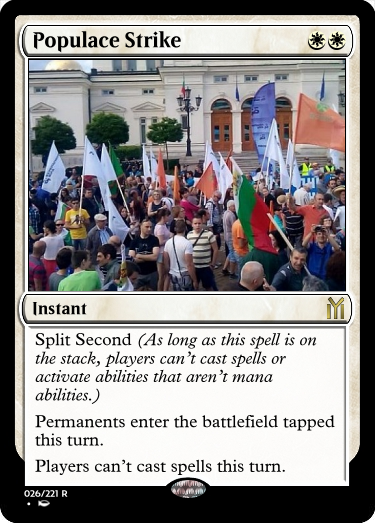 Populace Strike
Instant
Split Second (As long as this spell is on
the stack, players can't cast spells or
activate abilities that aren't mana
abilities.)
Permanents enter the battlefield tapped
this turn.
Players can't cast spells this turn.
026/221 R